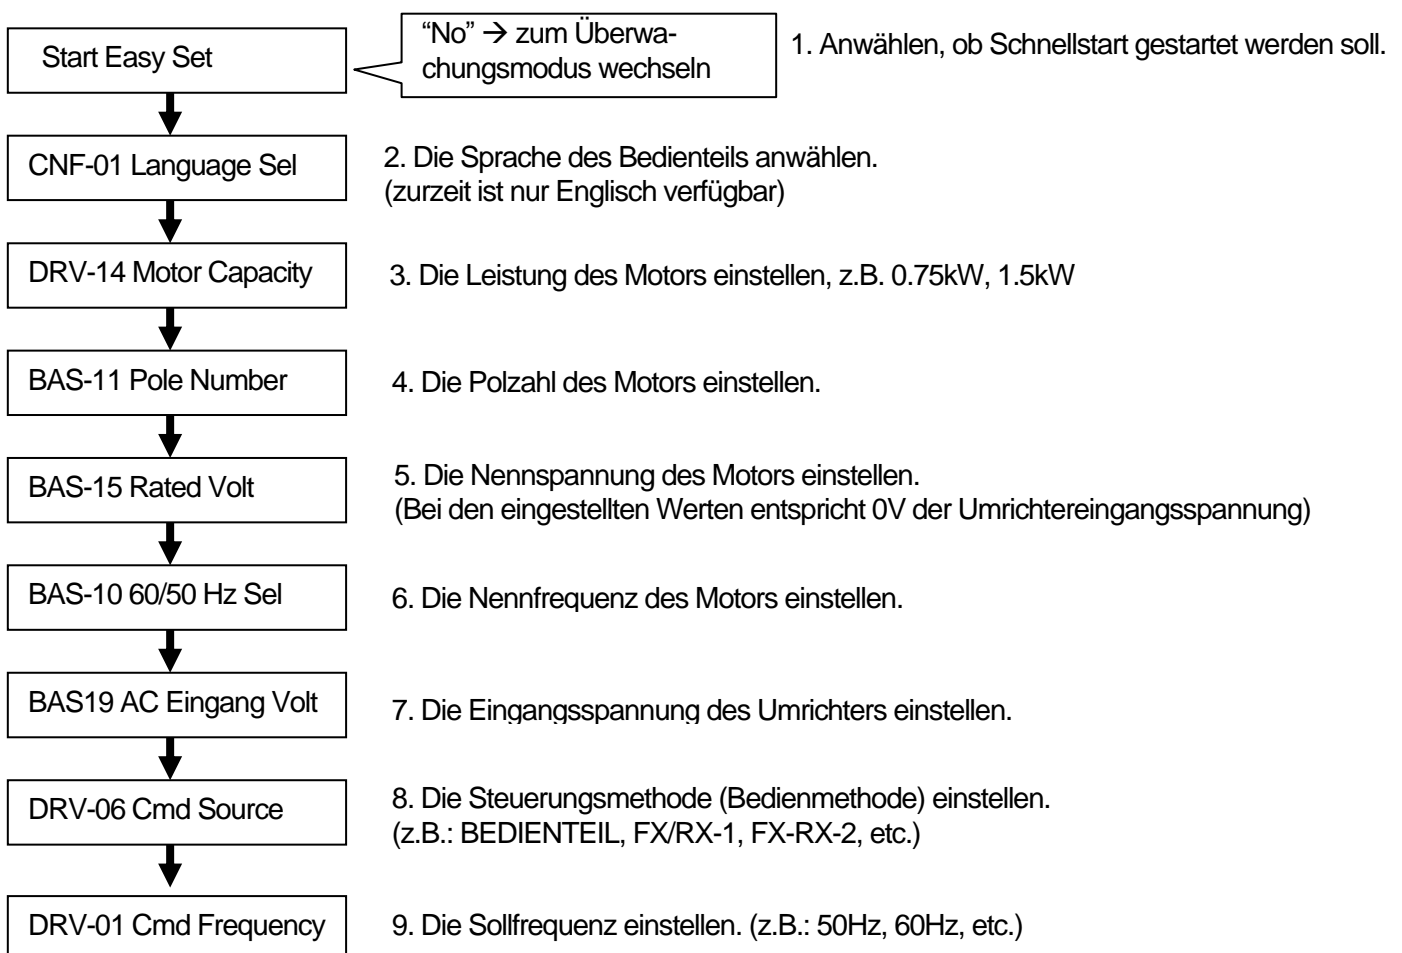 Start Easy Set
“No” → zum Überwa-
chungsmodus wechseln
1. Anwählen, ob Schnellstart gestartet werden soll.
CNF-01 Language Sel
2. Die Sprache des Bedienteils anwählen.
(zurzeit ist nur Englisch verfügbar)
DRV-14 Motor Capacity
3. Die Leistung des Motors einstellen, z.B. 0.75kW, 1.5kW
BAS-11 Pole Number
4. Die Polzahl des Motors einstellen.
BAS-15 Rated Volt
5. Die Nennspannung des Motors einstellen.
(Bei den eingestellten Werten entspricht 0V der Umrichtereingangsspannung)
BAS-10 60/50 Hz Sel
6. Die Nennfrequenz des Motors einstellen.
BAS19 AC Eingang Volt
7. Die Eingangsspannung des Umrichters einstellen.
DRV-06 Cmd Source
8. Die Steuerungsmethode (Bedienmethode) einstellen.
(z.B.: BEDIENTEIL, FX/RX-1, FX-RX-2, etc.)
DRV-01 Cmd Frequency
9. Die Sollfrequenz einstellen. (z.B.: 50Hz, 60Hz, etc.)